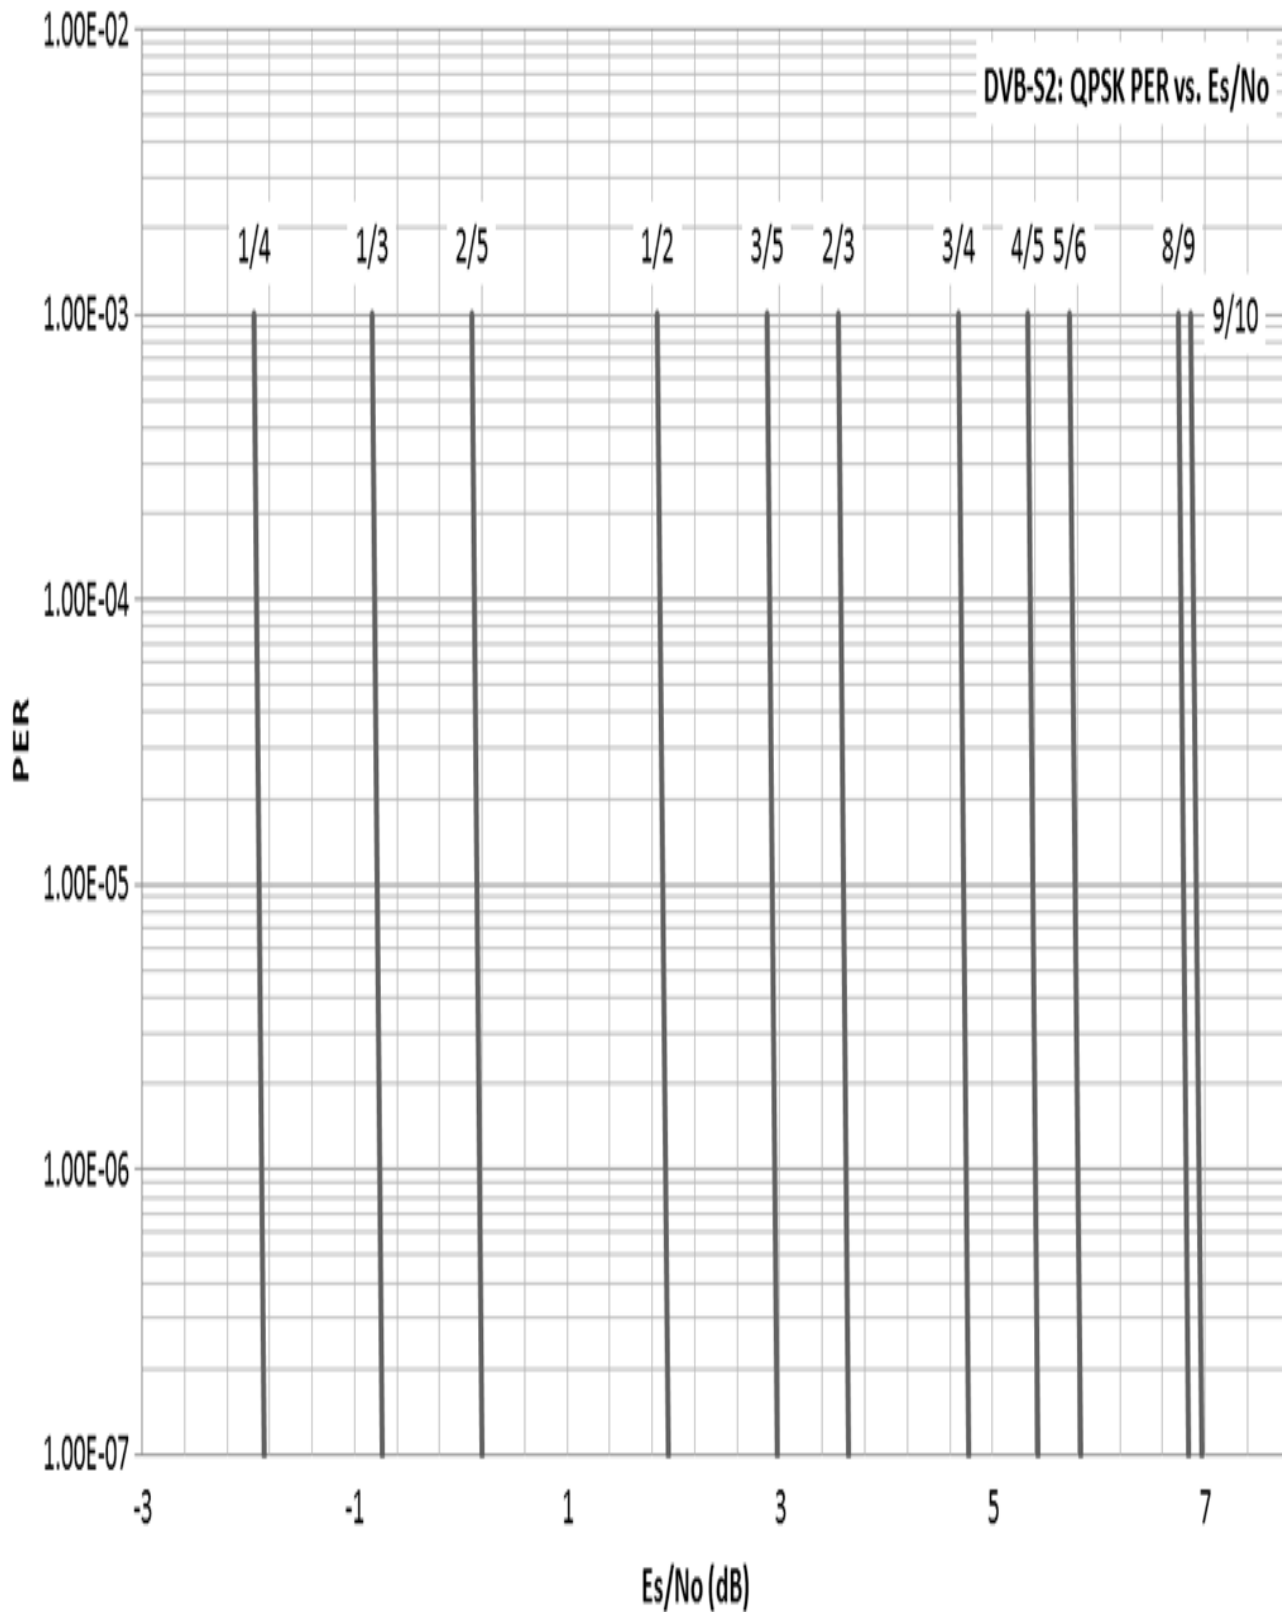 1.00E-02
DVB-S2: QPSK PER vs. Es/No
1/4 1/3 2/5 1/2 3/5 2/3 3/4 4/5 5/6 8/9
1.00E-03
9/10
1.00E-04
PER
1.00E-05
1.00E-06
1.00E-07
-3 -1 1 3 5 7
Es/No (dB)